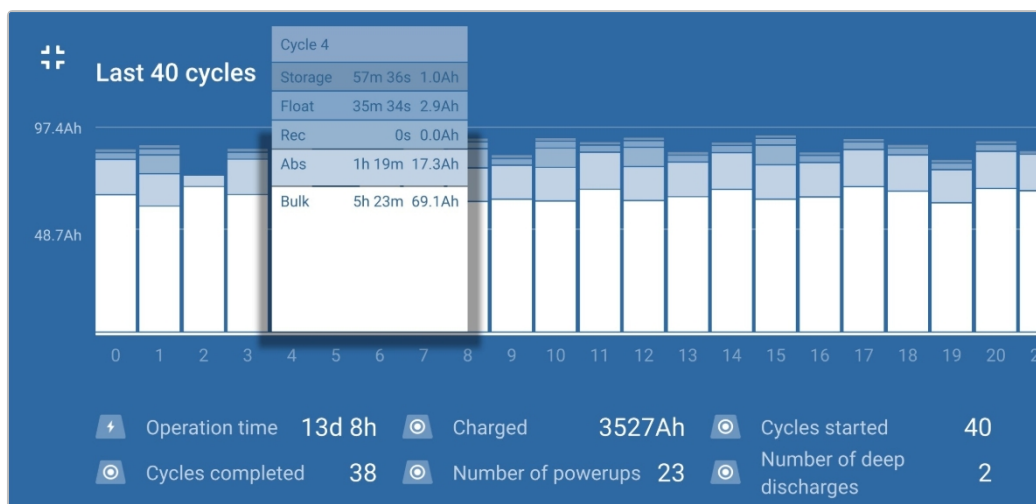 Last 40 cycles
Cycle 4
Storage 57m 36s 1.0Ah
Float 35m 34s 2.9Ah
Rec 0s 0.0Ah
Abs 1h 19m 17.3Ah
Bulk 5h 23m 69.1Ah
97.4Ah
48.7Ah
0 1 2 3 4 5 6 7 8 9 10 11 12 13 14 15 16 17 18 19 20
Operation time 13d 8h Charged 3527Ah Cycles started 40
Cycles completed 38 Number of powerups 23 Number of deep
discharges 2